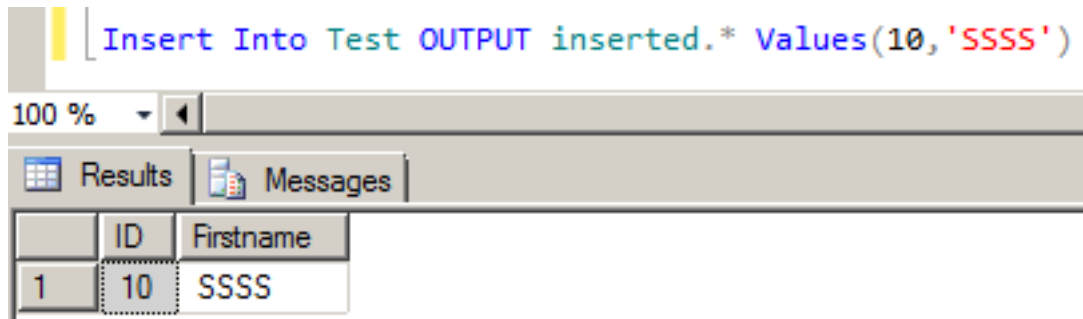 Insert Into Test OUTPUT inserted.* Values(10,'SSSS')
100 %
Results Messages
ID Firstname
1 10 SSSS